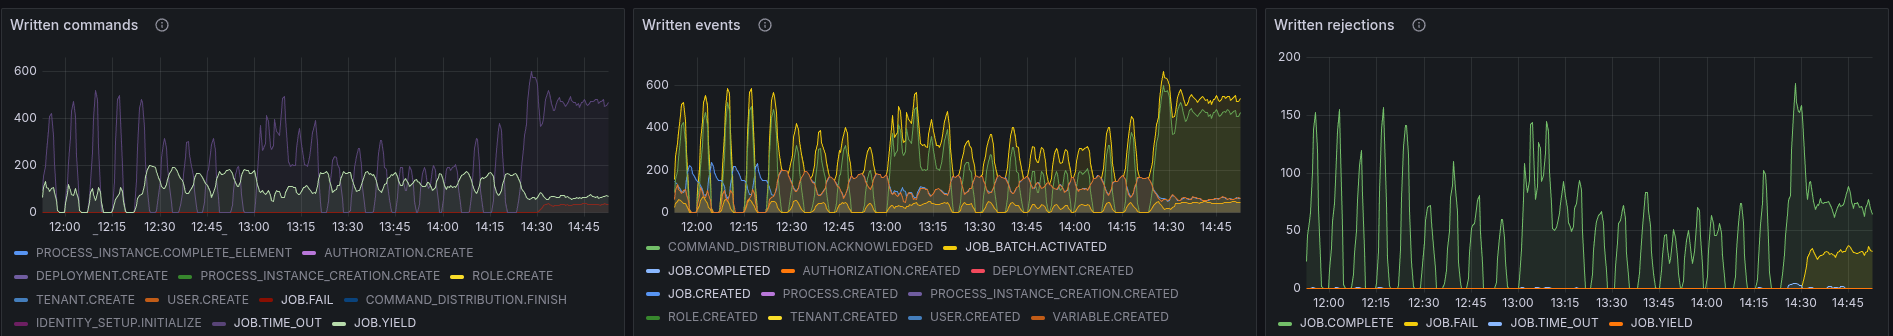 Written commands
600
400
200
0
12:00 12:15 12:30 12:45 13:00 13:15 13:30 13:45 14:00 14:15 14:30 14:45
PROCESS_INSTANCE.COMPLETE_ELEMENT AUTHORIZATION.CREATE
DEPLOYMENT.CREATE PROCESS_INSTANCE_CREATION.CREATE ROLE.CREATE
TENANT.CREATE USER.CREATE JOB.FAIL COMMAND_DISTRIBUTION.FINISH
IDENTITY_SETUP.INITIALIZE JOB.TIME_OUT JOB.YIELD
Written events
600
400
200
0
12:00 12:15 12:30 12:45 13:00 13:15 13:30 13:45 14:00 14:15 14:30 14:45
COMMAND_DISTRIBUTION.ACKNOWLEDGED JOB_BATCH.ACTIVATED
JOB.COMPLETED AUTHORIZATION.CREATED DEPLOYMENT.CREATED
JOB.CREATED PROCESS.CREATED PROCESS_INSTANCE_CREATION.CREATED
ROLE.CREATED TENANT.CREATED USER.CREATED VARIABLE.CREATED
Written rejections
200
150
100
50
0
12:00 12:15 12:30 12:45 13:00 13:15 13:30 13:45 14:00 14:15 14:30 14:45
JOB.COMPLETE JOB.FAIL JOB.TIME_OUT JOB.YIELD